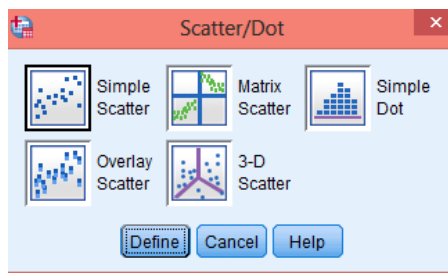 Scatter/Dot
Simple
Scatter
Matrix
Scatter
Simple
Dot
Overlay
Scatter
3-D
Scatter
Define
Cancel
Help